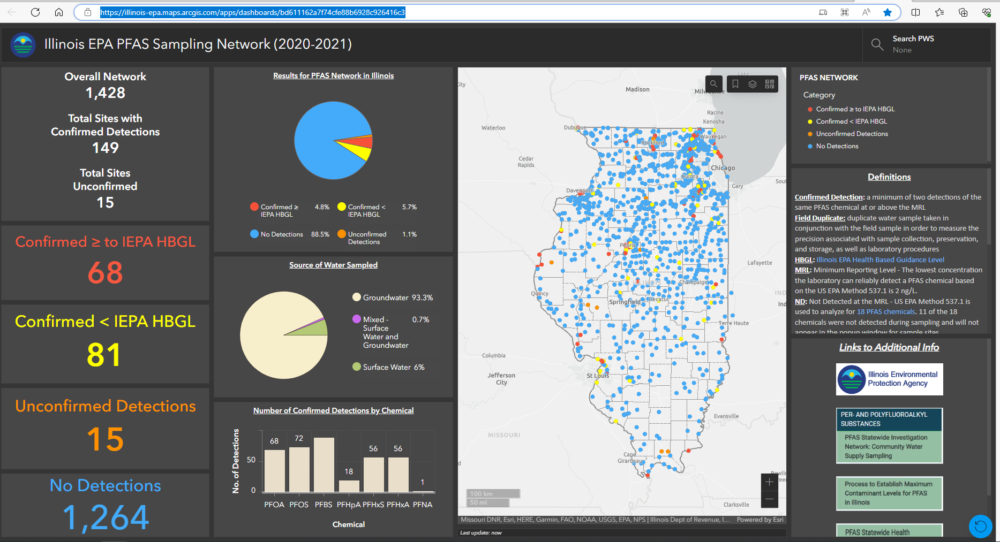 https://illinois-epa.maps.arcgis.com/apps/dashboards/bd611162a7f74cfe88b6928c926416c3
Illinois EPA PFAS Sampling Network (2020-2021)
Search PWS
None
Overall Network
1,428
Total Sites with
Confirmed Detections
149
Total Sites
Unconfirmed
15
Confirmed ≥ to IEPA HBGL
68
Confirmed < IEPA HBGL
81
Unconfirmed Detections
15
No Detections
1,264
Results for PFAS Network in Illinois
Confirmed ≥
IEPA HBGL
4.8%
Confirmed <
IEPA HBGL
5.7%
No Detections 88.5%
Unconfirmed
Detections
1.1%
Source of Water Sampled
Groundwater 93.3%
Mixed -
Surface
Water and
Groundwater
0.7%
Surface Water 6%
Number of Confirmed Detections by Chemical
No. of Detections
50
0
68
72
18
56
56
1
PFOA PFOS PFBS PFHpA PFHxS PFHxA PFNA
Chemical
Lake
City
Madison
Racine
Kenosha
Waterloo
Dubuque
Waukegan
Rockford
Cedar
Rapids
Chicago
Aurora
Gary
Sout
Davenport
Peoria
Lafayette
ILLINOIS
Champaign
Quincy
IND
Springfield
Decatur
Ind
Terre Haute
Columbia
Jefferson
City
St Louis
Evansville
MISSOURI
Cape
Girardeau
Clarksville
100 km
50 mi
Missouri DNR, Esri, HERE, Garmin, FAO, NOAA, USGS, EPA, NPS | Illinois Dept of Revenue, I... Powered by Esri
Last update: now
PFAS NETWORK
Category
Confirmed ≥ to IEPA HBGL
Confirmed < IEPA HBGL
Unconfirmed Detections
No Detections
Definitions
Confirmed Detection: a minimum of two detections of the
same PFAS chemical at or above the MRL
Field Duplicate: duplicate water sample taken in
conjunction with the field sample in order to measure the
precision associated with sample collection, preservation,
and storage, as well as laboratory procedures
HBGL: Illinois EPA Health Based Guidance Level
MRL: Minimum Reporting Level - The lowest concentration
the laboratory can reliably detect a PFAS chemical based
on the US EPA Method 537.1 is 2 ng/L.
ND: Not Detected at the MRL - US EPA Method 537.1 is
used to analyze for 18 PFAS chemicals. 11 of the 18
chemicals were not detected during sampling and will not
appear in the popup window for sample sites
Links to Additional Info
Illinois Environmental
Protection Agency
PER- AND POLYFLUOROALKYL
SUBSTANCES
PFAS Statewide Investigation
Network: Community Water
Supply Sampling
Process to Establish Maximum
Contaminant Levels for PFAS
in Illinois
PFAS Statewide Health